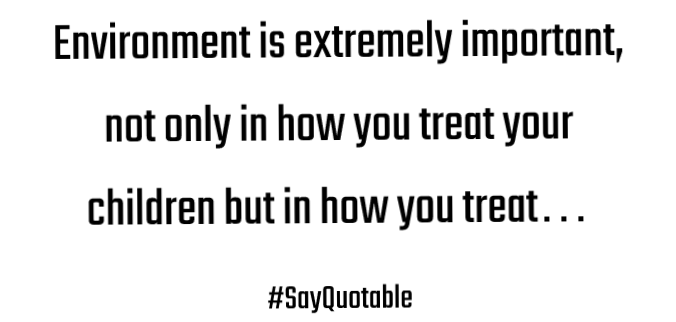 Environment is extremely important,
not only in how you treat your
children but in how you treat…
#SayQuotable